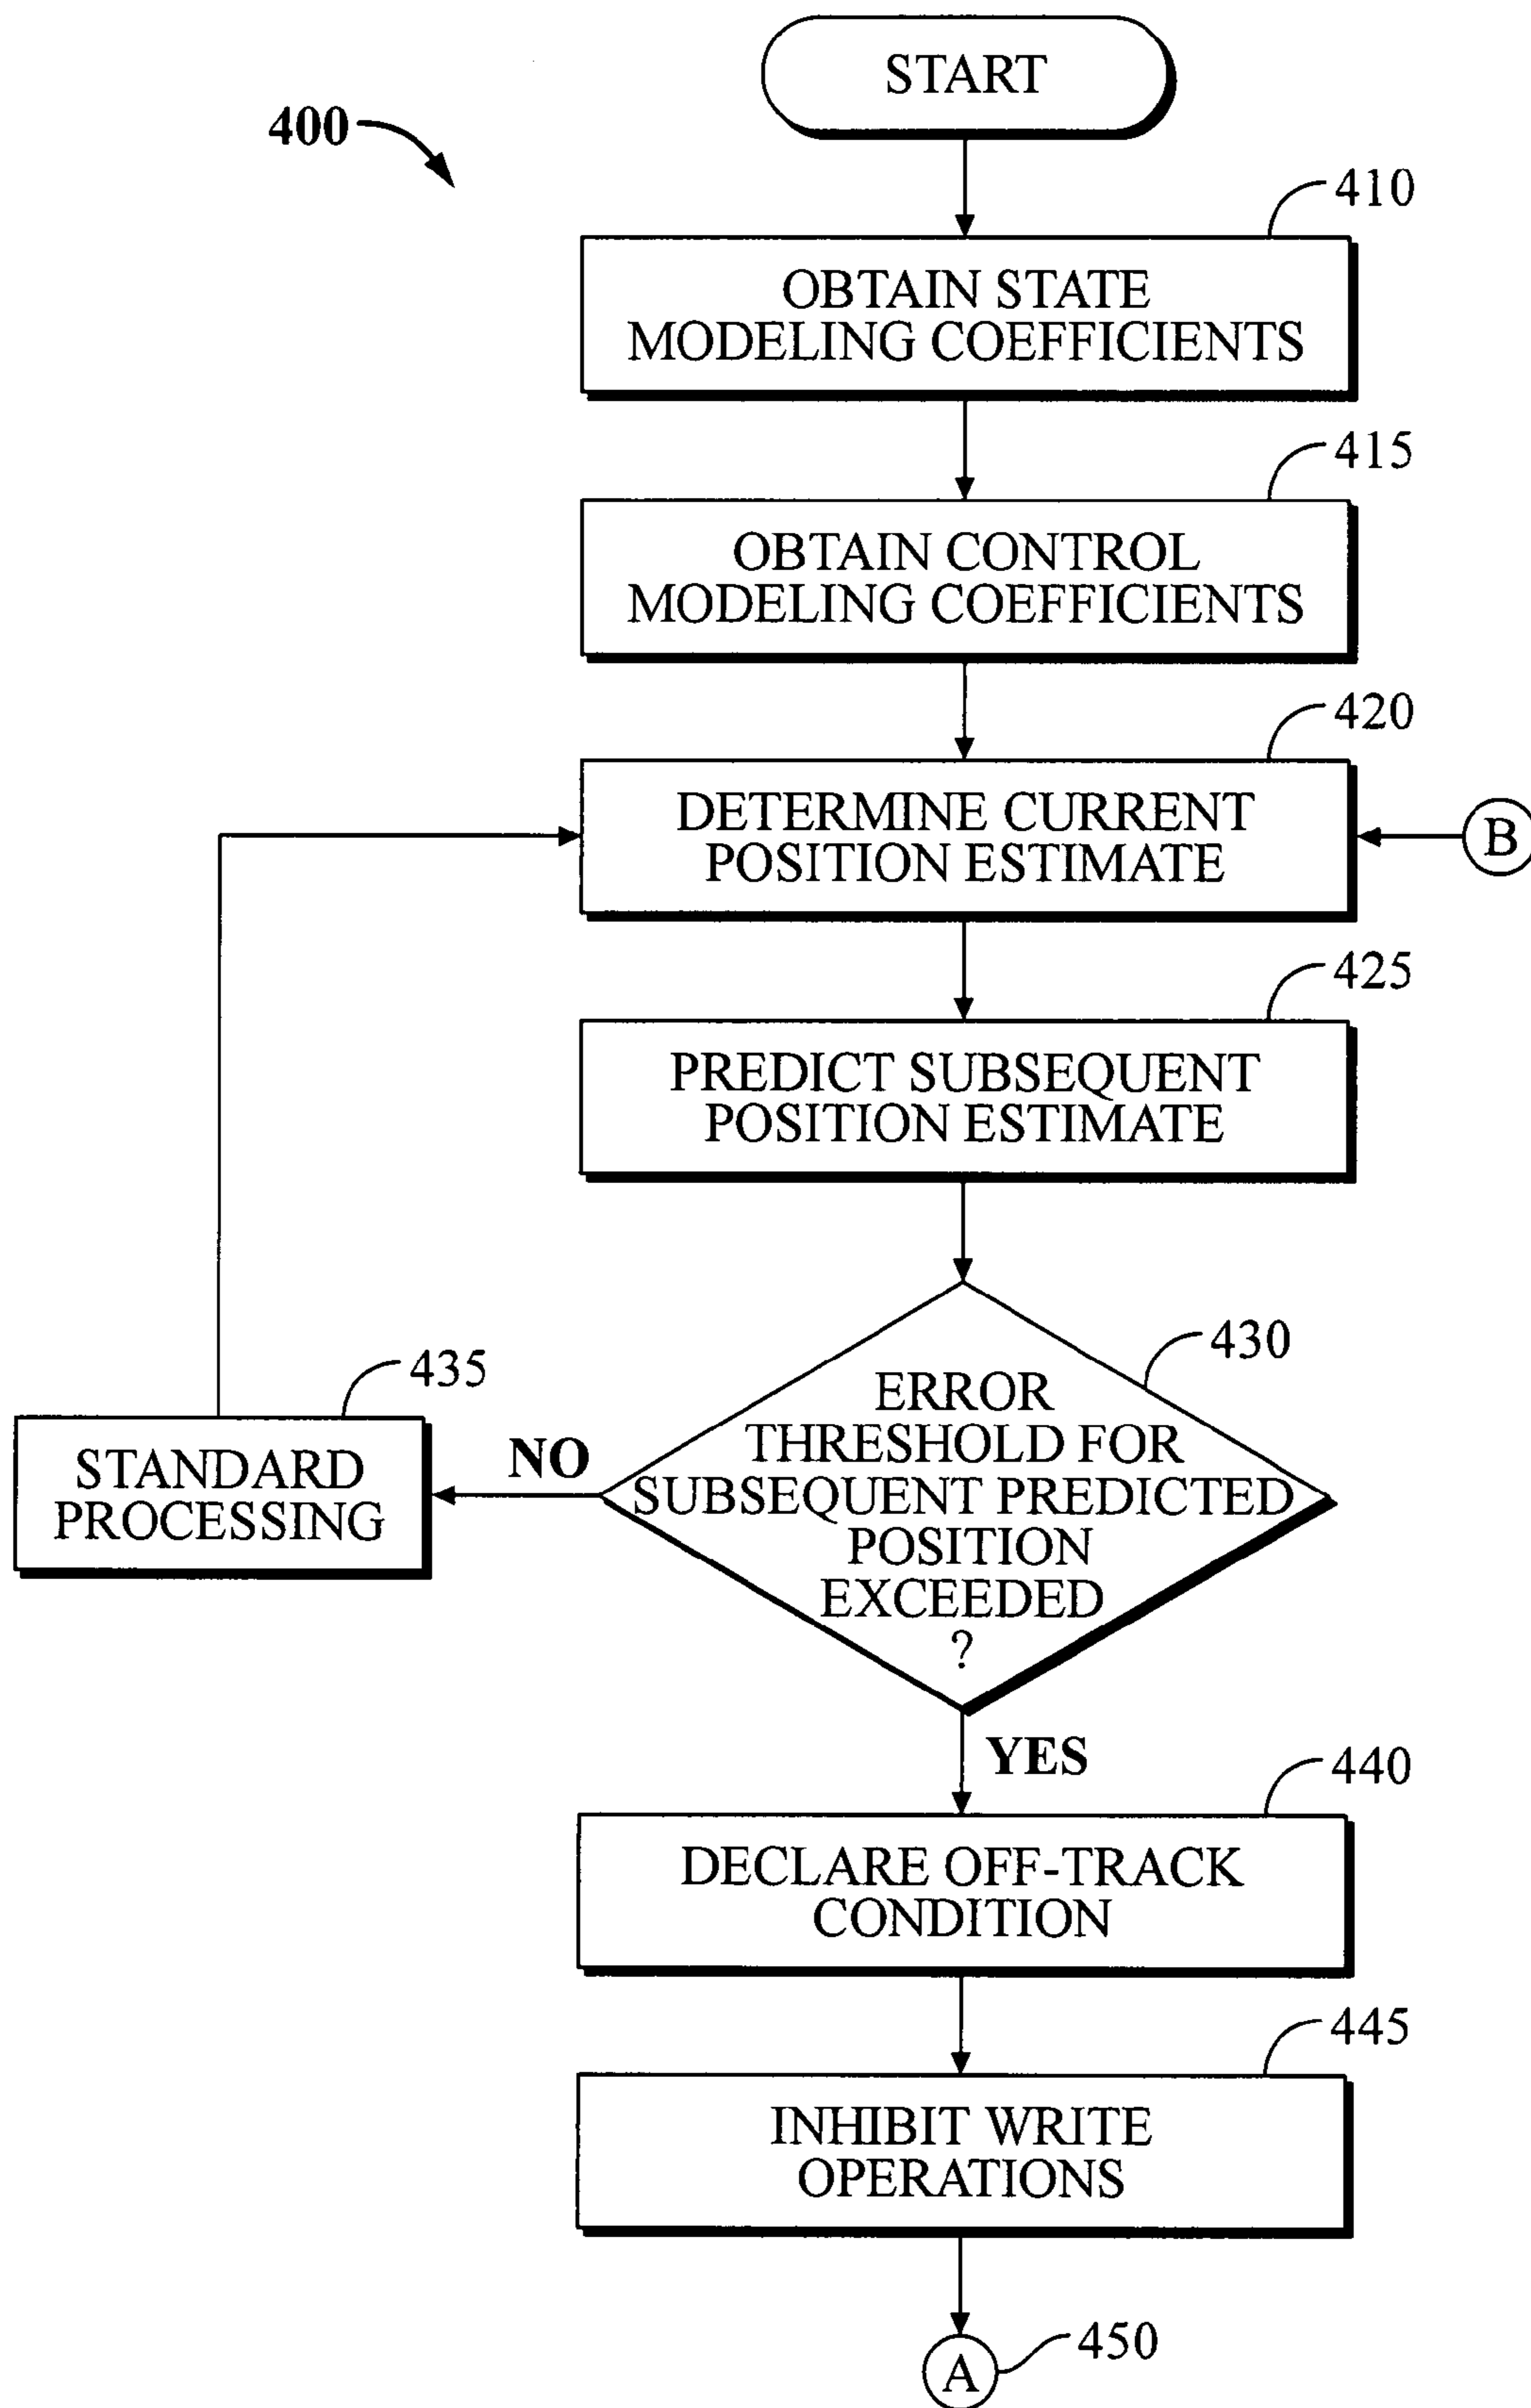 START
400
410
OBTAIN STATE
MODELING COEFFICIENTS
415
OBTAIN CONTROL
MODELING COEFFICIENTS
420
DETERMINE CURRENT
POSITION ESTIMATE
B
425
PREDICT SUBSEQUENT
POSITION ESTIMATE
430
ERROR
THRESHOLD FOR
SUBSEQUENT PREDICTED
POSITION
EXCEEDED
?
NO
435
STANDARD
PROCESSING
YES
440
DECLARE OFF-TRACK
CONDITION
445
INHIBIT WRITE
OPERATIONS
A
450